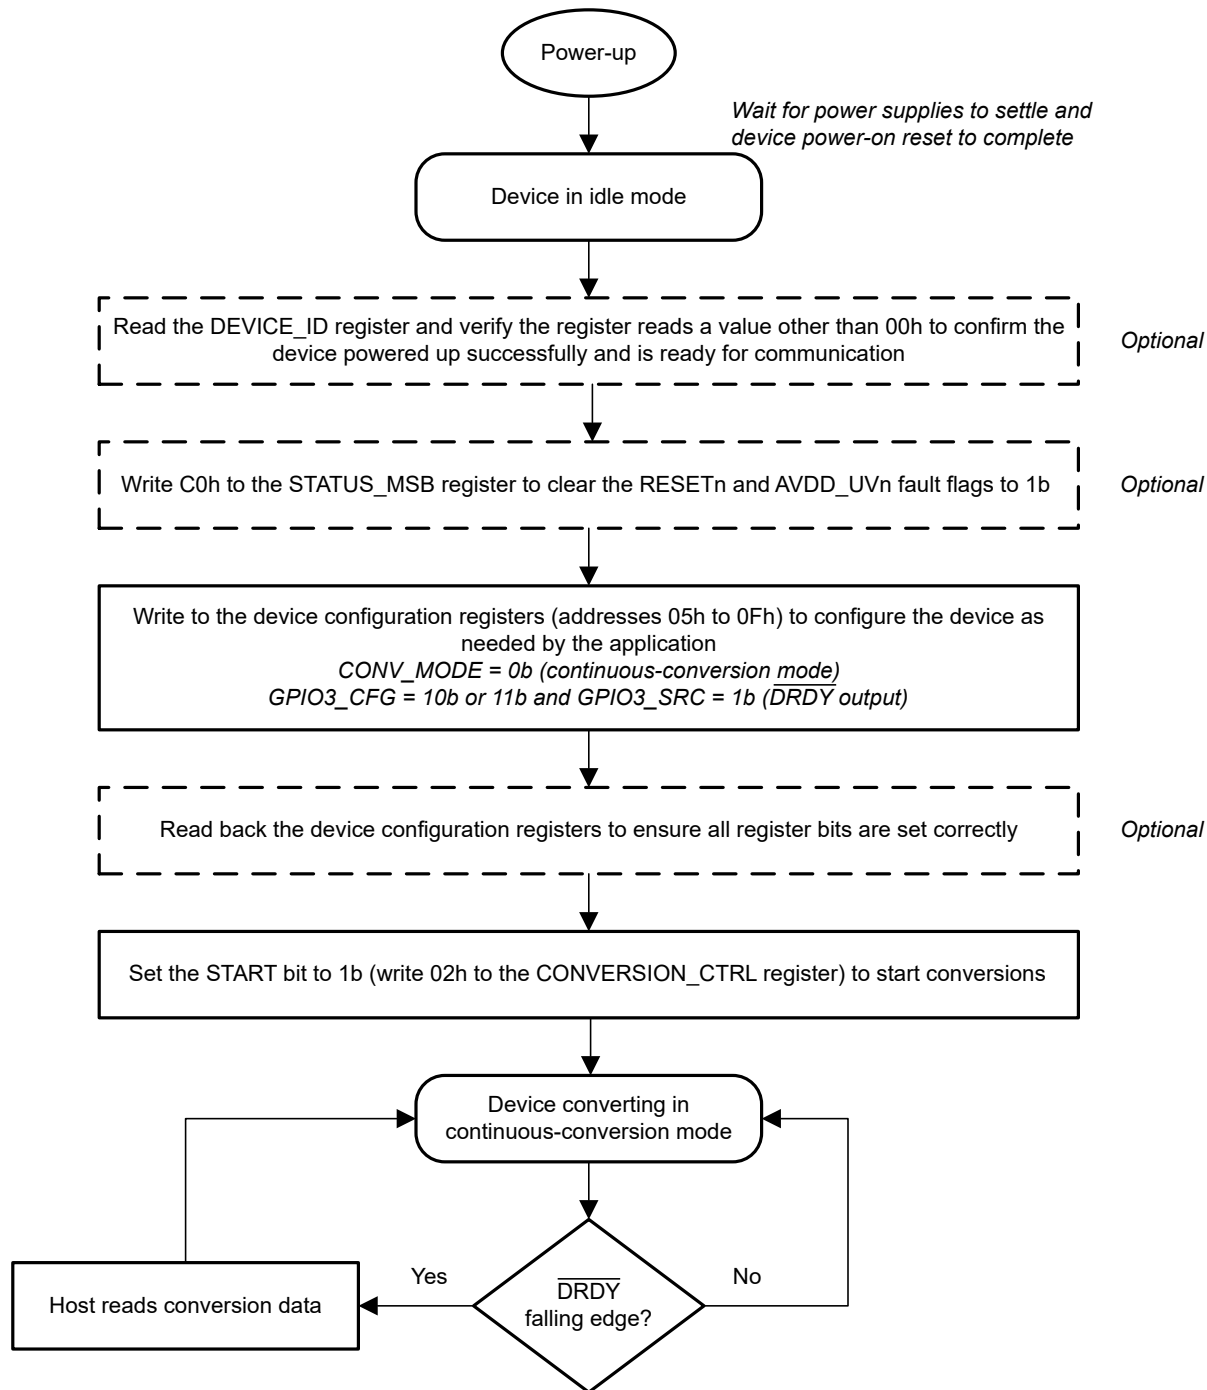 Power-up
Wait for power supplies to settle and
device power-on reset to complete
Device in idle mode
Read the DEVICE_ID register and verify the register reads a value other than 00h to confirm the
device powered up successfully and is ready for communication
Optional
Write C0h to the STATUS_MSB register to clear the RESETn and AVDD_UVn fault flags to 1b
Optional
Write to the device configuration registers (addresses 05h to 0Fh) to configure the device as
needed by the application
CONV_MODE = 0b (continuous-conversion mode)
GPIO3_CFG = 10b or 11b and GPIO3_SRC = 1b (D̅R̅D̅Y̅ output)
Read back the device configuration registers to ensure all register bits are set correctly
Optional
Set the START bit to 1b (write 02h to the CONVERSION_CTRL register) to start conversions
Device converting in
continuous-conversion mode
Yes
No
D̅R̅D̅Y̅
falling edge?
Host reads conversion data